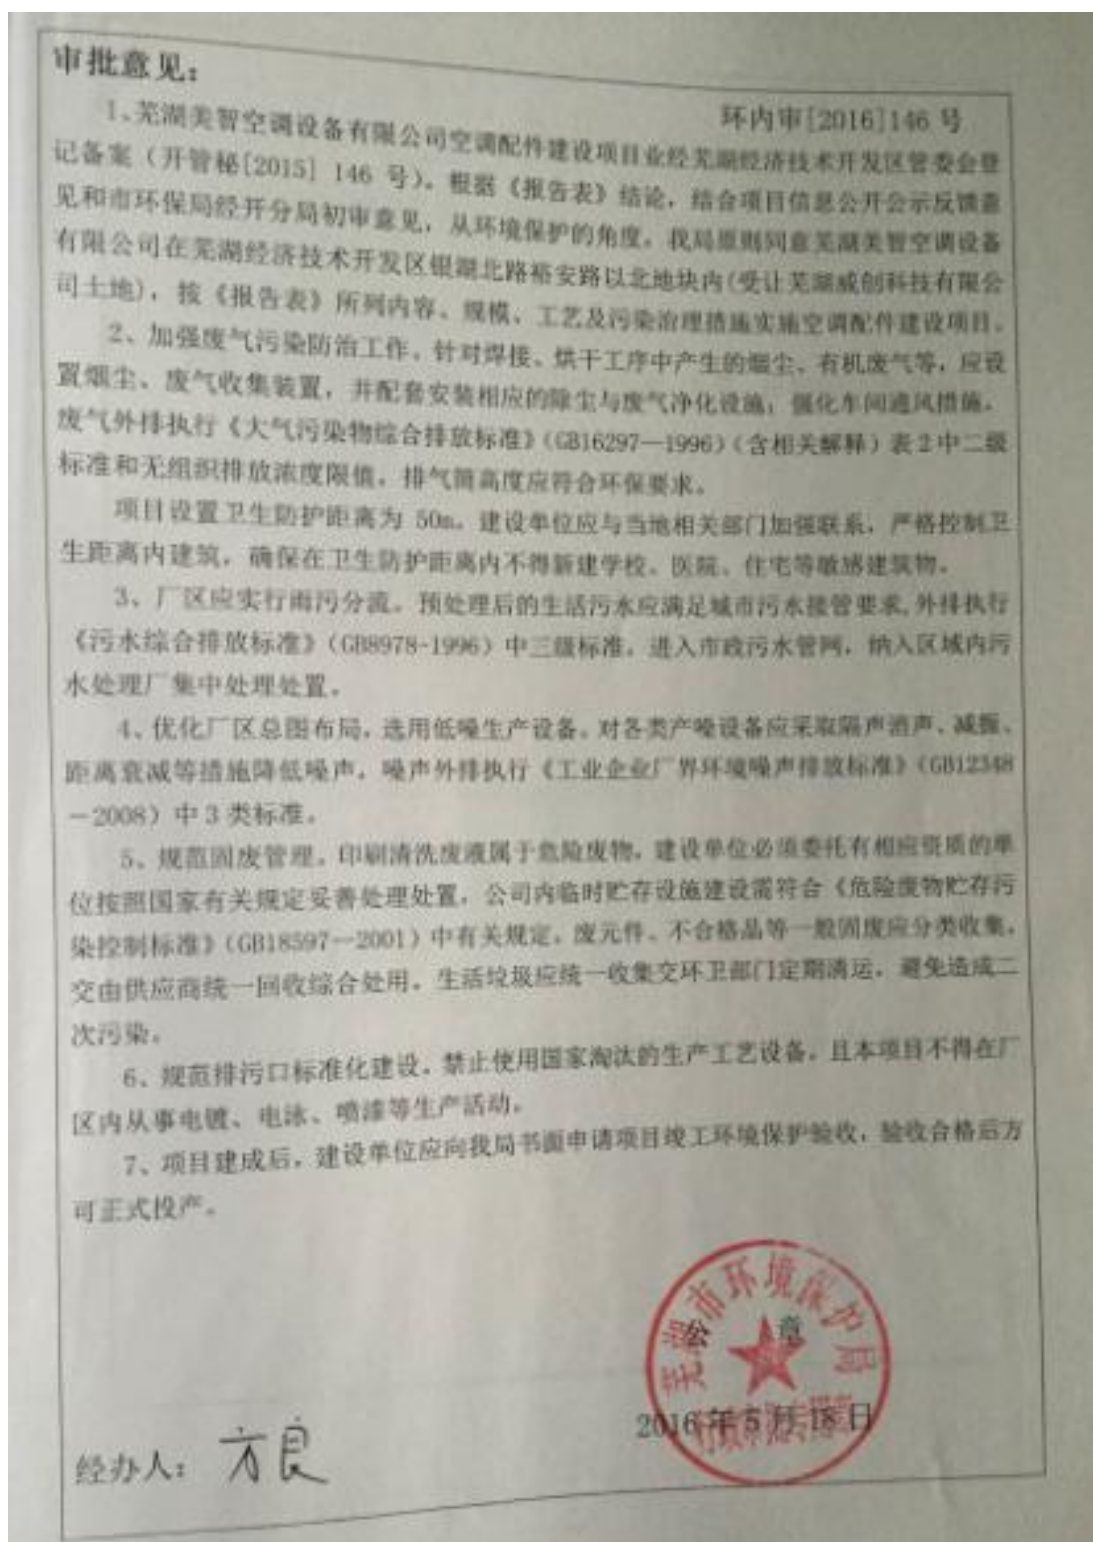 审批意见：
环内审[2016]146 号
1、芜湖美智空调设备有限公司空调配件建设项目业经芜湖经济技术开发区管委会登
记备案（开管秘[2015] 146 号）。根据《报告表》结论，结合项目信息公开公示反馈意
见和市环保局经开分局初审意见，从环境保护的角度，我局原则同意芜湖美智空调设备
有限公司在芜湖经济技术开发区银湖北路裕安路以北地块内(受让芜湖威创科技有限公
司土地)，按《报告表》所列内容、规模、工艺及污染治理措施实施空调配件建设项目。
2、加强废气污染防治工作。针对焊接、烘干工序中产生的烟尘、有机废气等，应设
置烟尘、废气收集装置，并配套安装相应的除尘与废气净化设施；强化车间通风措施。
废气外排执行《大气污染物综合排放标准》（GB16297—1996）（含相关解释）表2中二级
标准和无组织排放浓度限值，排气筒高度应符合环保要求。
项目设置卫生防护距离为 50m。建设单位应与当地相关部门加强联系，严格控制卫
生距离内建筑，确保在卫生防护距离内不得新建学校、医院、住宅等敏感建筑物。
3、厂区应实行雨污分流。预处理后的生活污水应满足城市污水接管要求,外排执行
《污水综合排放标准》（GB8978-1996）中三级标准，进入市政污水管网，纳入区域内污
水处理厂集中处理处置。
4、优化厂区总图布局，选用低噪生产设备。对各类产噪设备应采取隔声消声、减振、
距离衰减等措施降低噪声，噪声外排执行《工业企业厂界环境噪声排放标准》（GB12348
－2008）中3类标准。
5、规范固废管理。印刷清洗废液属于危险废物，建设单位必须委托有相应资质的单
位按照国家有关规定妥善处理处置，公司内临时贮存设施建设需符合《危险废物贮存污
染控制标准》（GB18597—2001）中有关规定。废元件、不合格品等一般固废应分类收集，
交由供应商统一回收综合处用。生活垃圾应统一收集交环卫部门定期清运，避免造成二
次污染。
6、规范排污口标准化建设。禁止使用国家淘汰的生产工艺设备，且本项目不得在厂
区内从事电镀、电泳、喷漆等生产活动。
7、项目建成后，建设单位应向我局书面申请项目竣工环境保护验收，验收合格后方
可正式投产。
芜湖市环境保护局
公 章
2016年5月18日
经办人：方良